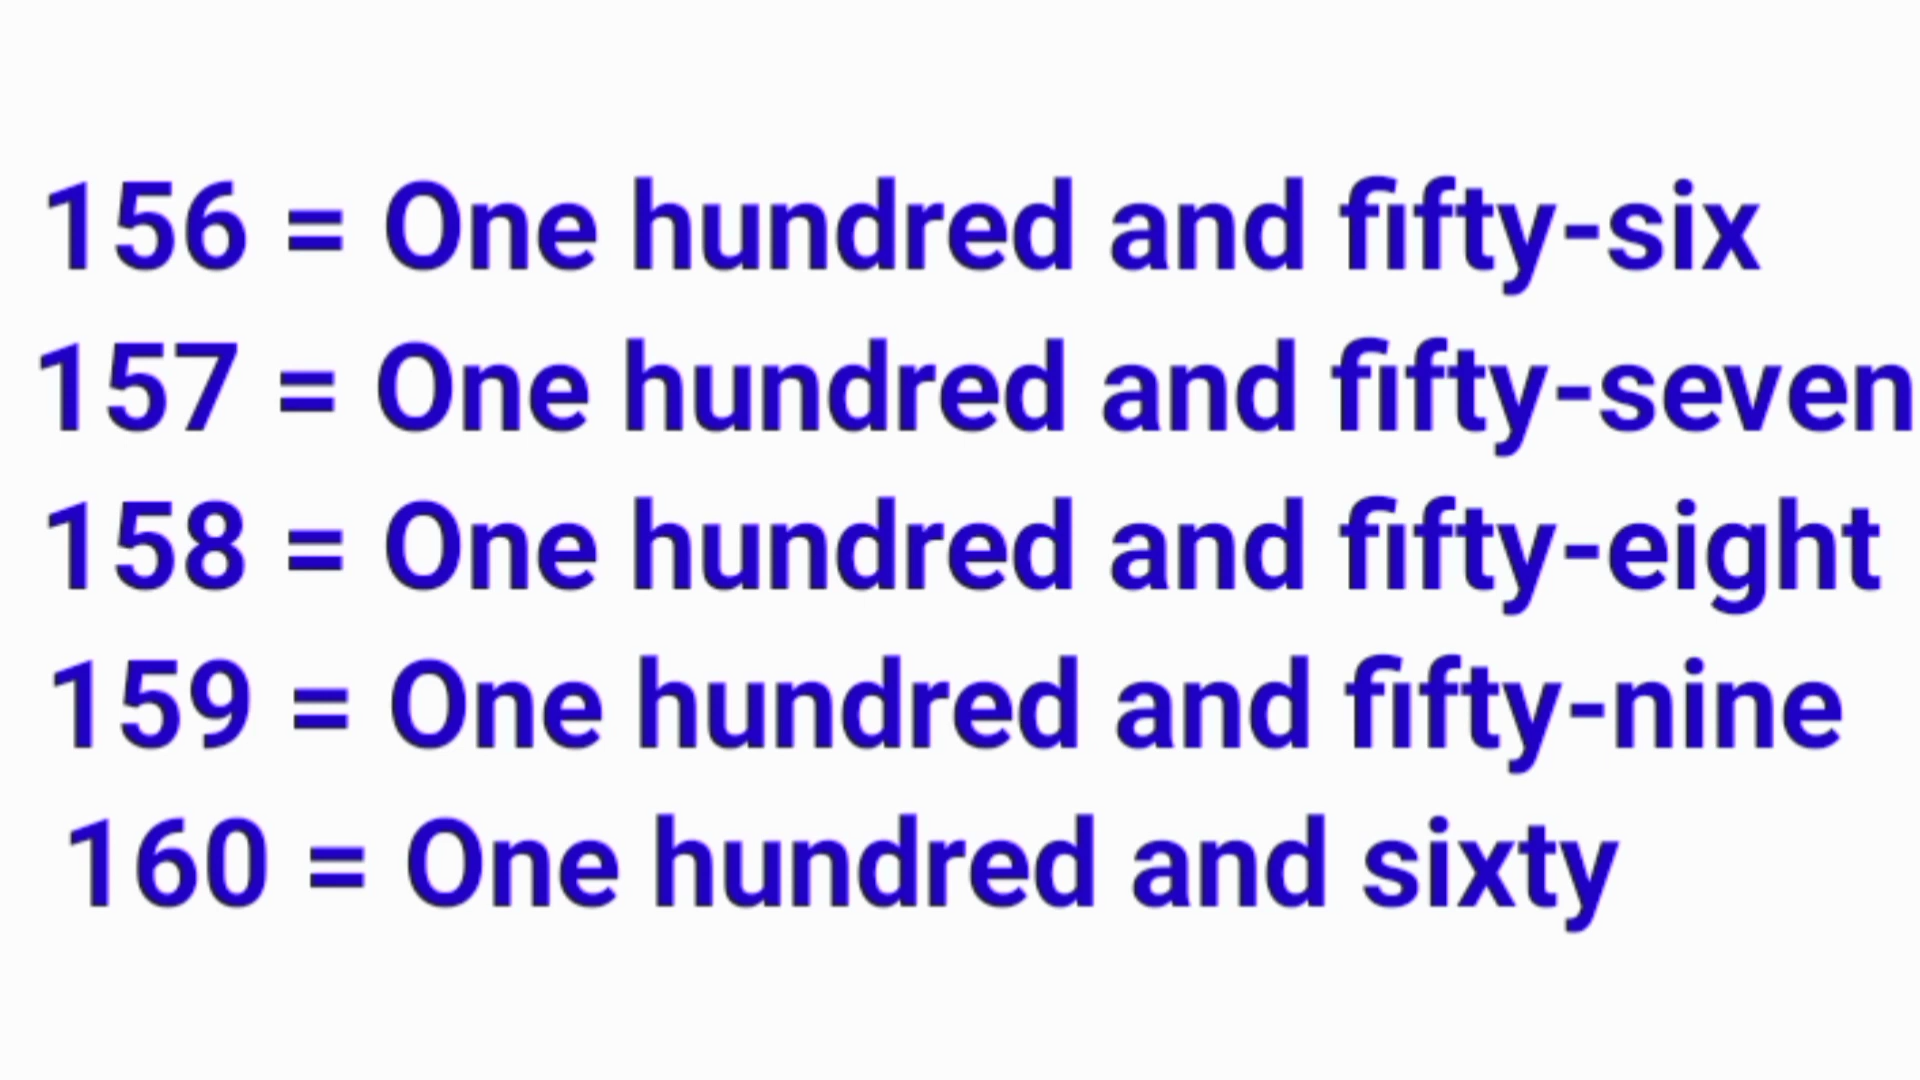 156 = One hundred and fifty-six
157 = One hundred and fifty-seven
158 = One hundred and fifty-eight
159 = One hundred and fifty-nine
160 = One hundred and sixty